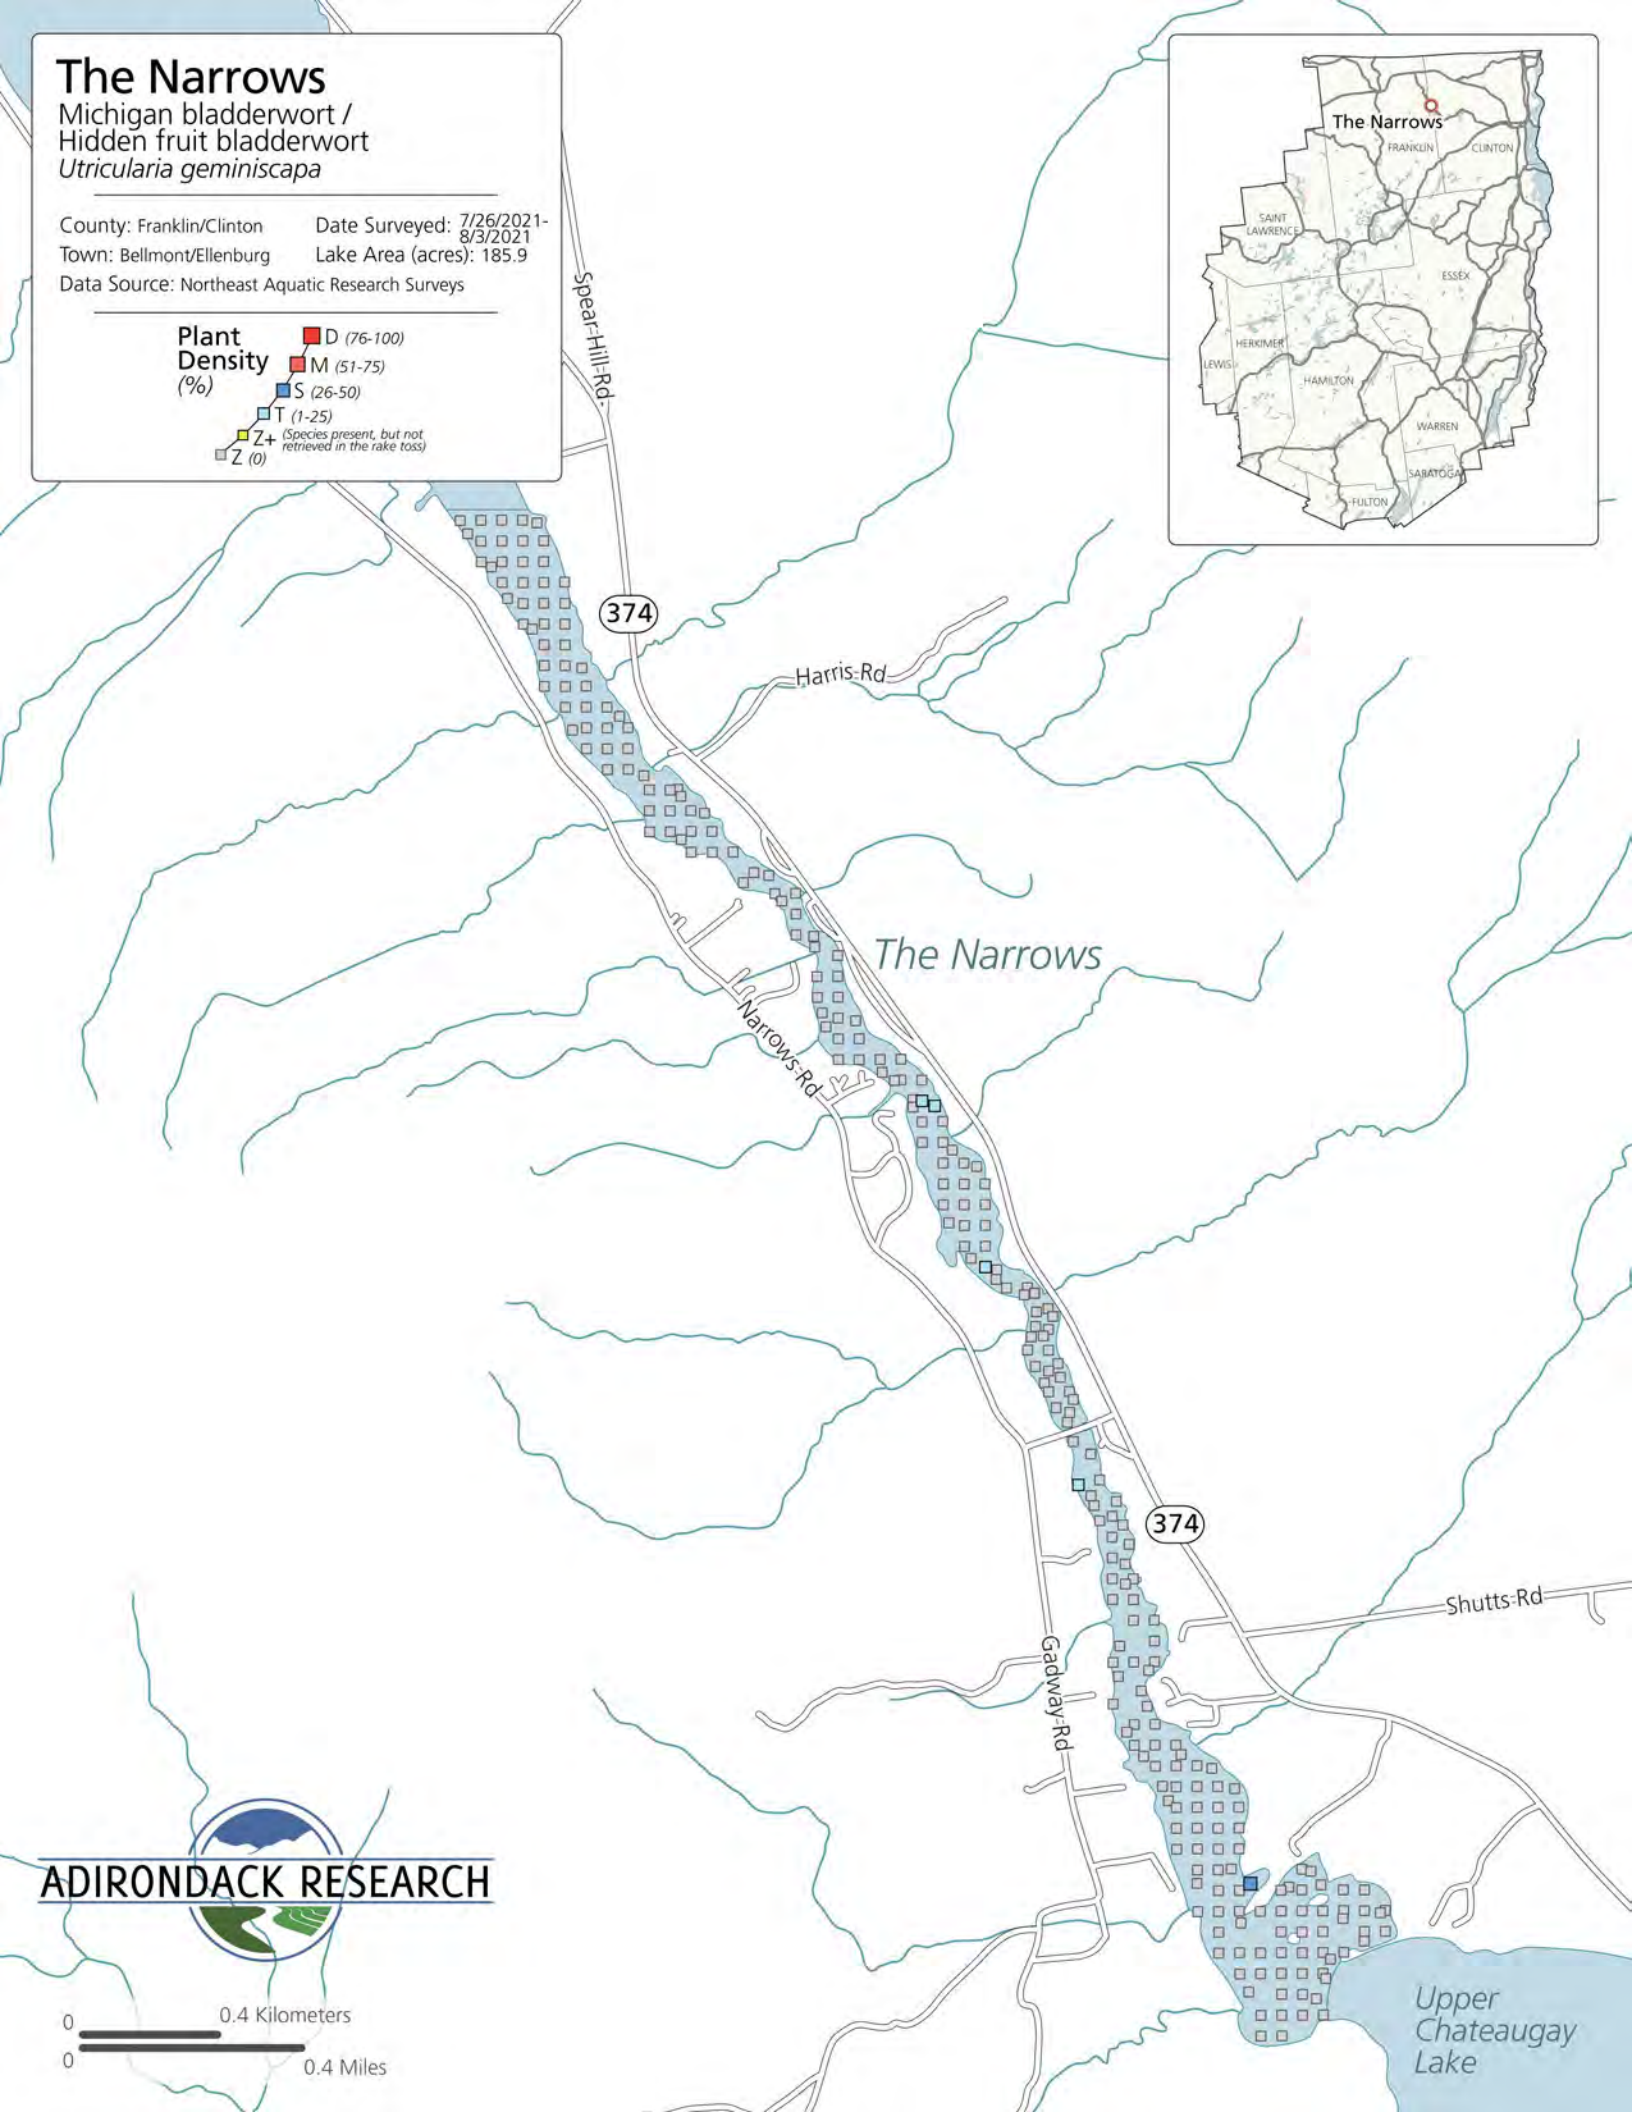 The Narrows
Michigan bladderwort /
Hidden fruit bladderwort
Utricularia geminiscapa
County: Franklin/Clinton
Date Surveyed: 7/26/2021-
8/3/2021
Town: Bellmont/Ellenburg
Lake Area (acres): 185.9
Data Source: Northeast Aquatic Research Surveys
Plant
Density
(%)
D (76-100)
M (51-75)
S (26-50)
T (1-25)
Z+ (Species present, but not
retrieved in the rake toss)
Z (0)
The Narrows
FRANKLIN
CLINTON
SAINT
LAWRENCE
ESSEX
HERKIMER
LEWIS
HAMILTON
WARREN
SARATOGA
FULTON
Spear-Hill-Rd
374
Harris-Rd
The Narrows
Narrows-Rd
374
Shutts-Rd
Gadway-Rd
ADIRONDACK RESEARCH
0
0.4 Kilometers
0
0.4 Miles
Upper
Chateaugay
Lake